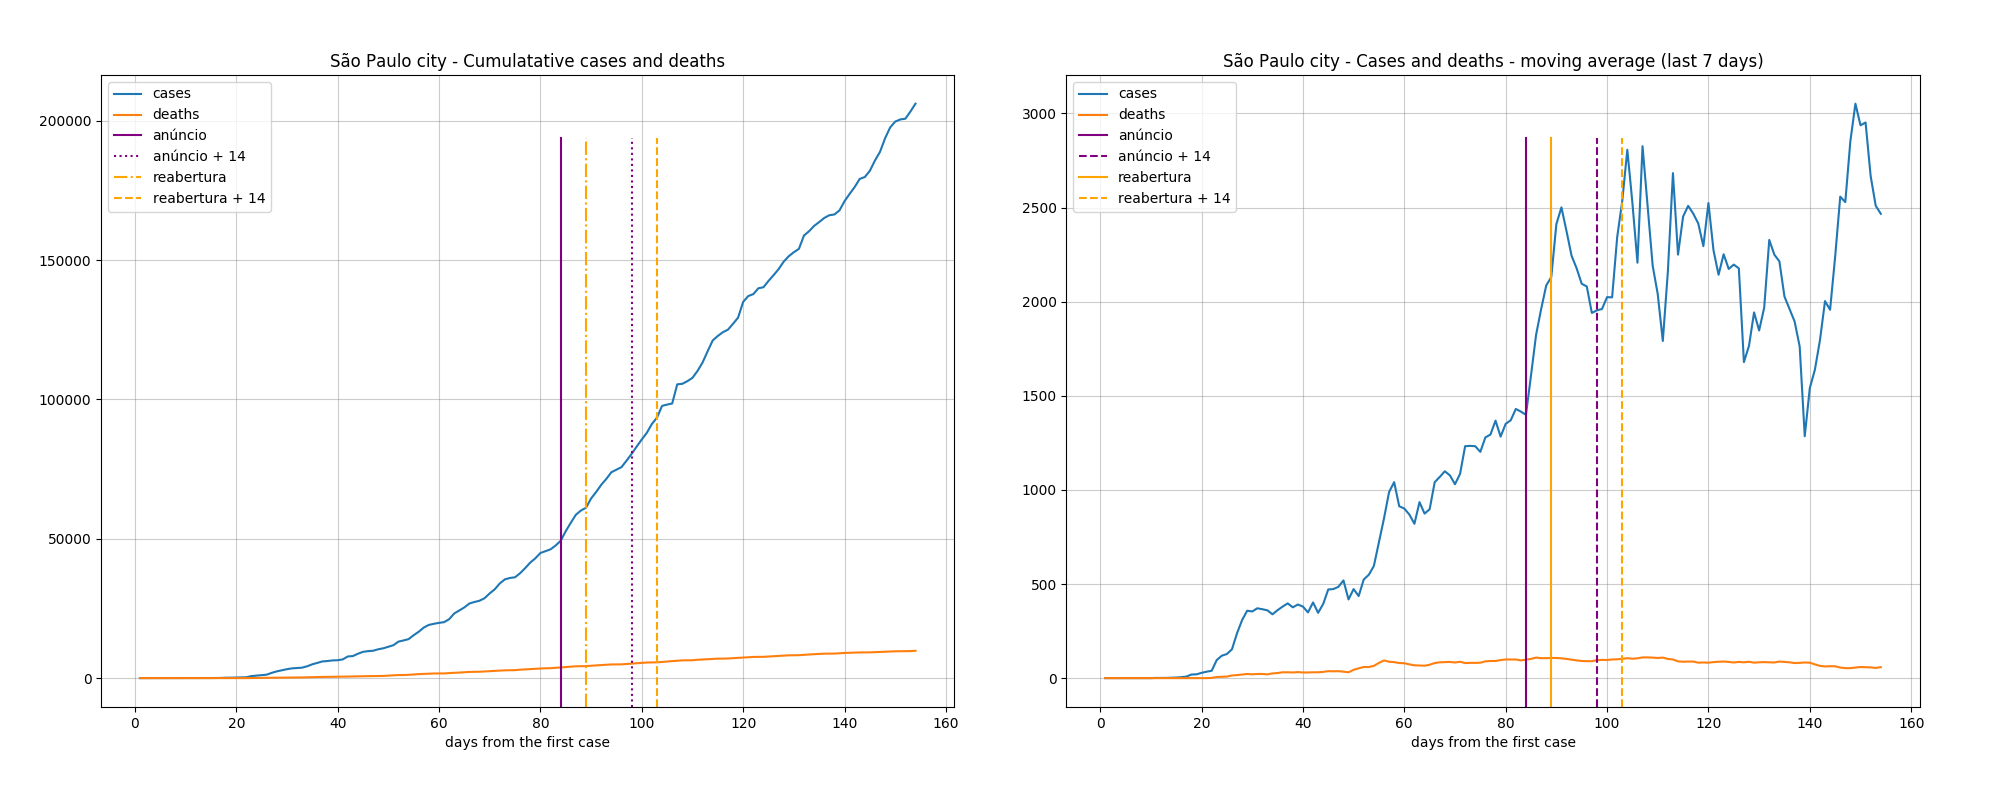 São Paulo city - Cumulatative cases and deaths
cases
deaths
anúncio
anúncio + 14
reabertura
reabertura + 14
200000
150000
100000
50000
0
0 20 40 60 80 100 120 140 160
days from the first case
São Paulo city - Cases and deaths - moving average (last 7 days)
cases
deaths
anúncio
anúncio + 14
reabertura
reabertura + 14
3000
2500
2000
1500
1000
500
0
0 20 40 60 80 100 120 140 160
days from the first case